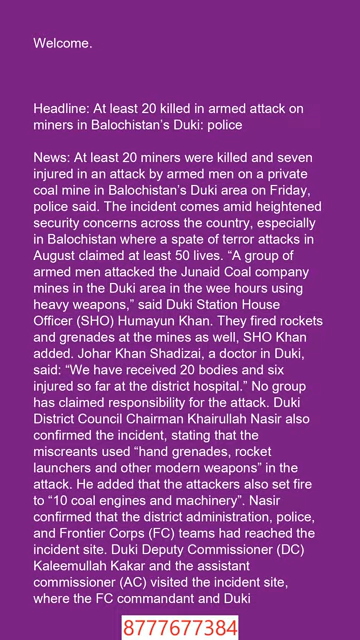 Welcome.
Headline: At least 20 killed in armed attack on
miners in Balochistan’s Duki: police
News: At least 20 miners were killed and seven
injured in an attack by armed men on a private
coal mine in Balochistan’s Duki area on Friday,
police said. The incident comes amid heightened
security concerns across the country, especially
in Balochistan where a spate of terror attacks in
August claimed at least 50 lives. “A group of
armed men attacked the Junaid Coal company
mines in the Duki area in the wee hours using
heavy weapons,” said Duki Station House
Officer (SHO) Humayun Khan. They fired rockets
and grenades at the mines as well, SHO Khan
added. Johar Khan Shadizai, a doctor in Duki,
said: “We have received 20 bodies and six
injured so far at the district hospital.” No group
has claimed responsibility for the attack. Duki
District Council Chairman Khairullah Nasir also
confirmed the incident, stating that the
miscreants used “hand grenades, rocket
launchers and other modern weapons” in the
attack. He added that the attackers also set fire
to “10 coal engines and machinery”. Nasir
confirmed that the district administration, police,
and Frontier Corps (FC) teams had reached the
incident site. Duki Deputy Commissioner (DC)
Kaleemullah Kakar and the assistant
commissioner (AC) visited the incident site,
where the FC commandant and Duki
8777677384